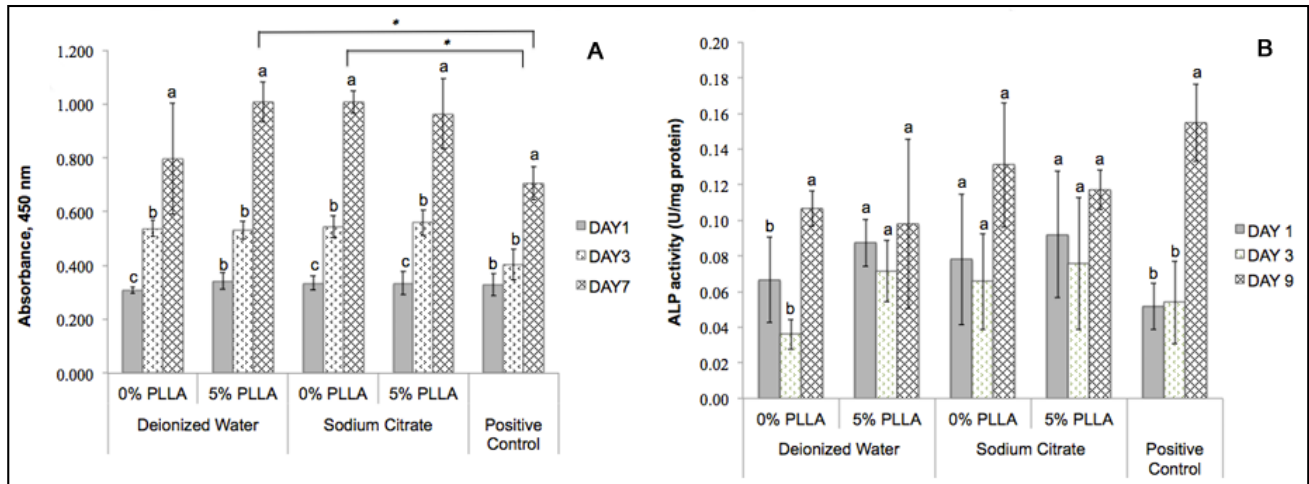 *
*
A
Absorbance, 450 nm
1.200
1.000
0.800
0.600
0.400
0.200
0.000
c b a
b b a
c b a
c b a
b b a
0% PLLA 5% PLLA 0% PLLA 5% PLLA
Deionized Water Sodium Citrate Positive
Control
DAY1
DAY3
DAY7
B
ALP activity (U/mg protein)
0.20
0.18
0.16
0.14
0.12
0.10
0.08
0.06
0.04
0.02
0.00
b b a
a a a
a a a
a a a
b b a
0% PLLA 5% PLLA 0% PLLA 5% PLLA
Deionized Water Sodium Citrate Positive
Control
DAY 1
DAY 3
DAY 9